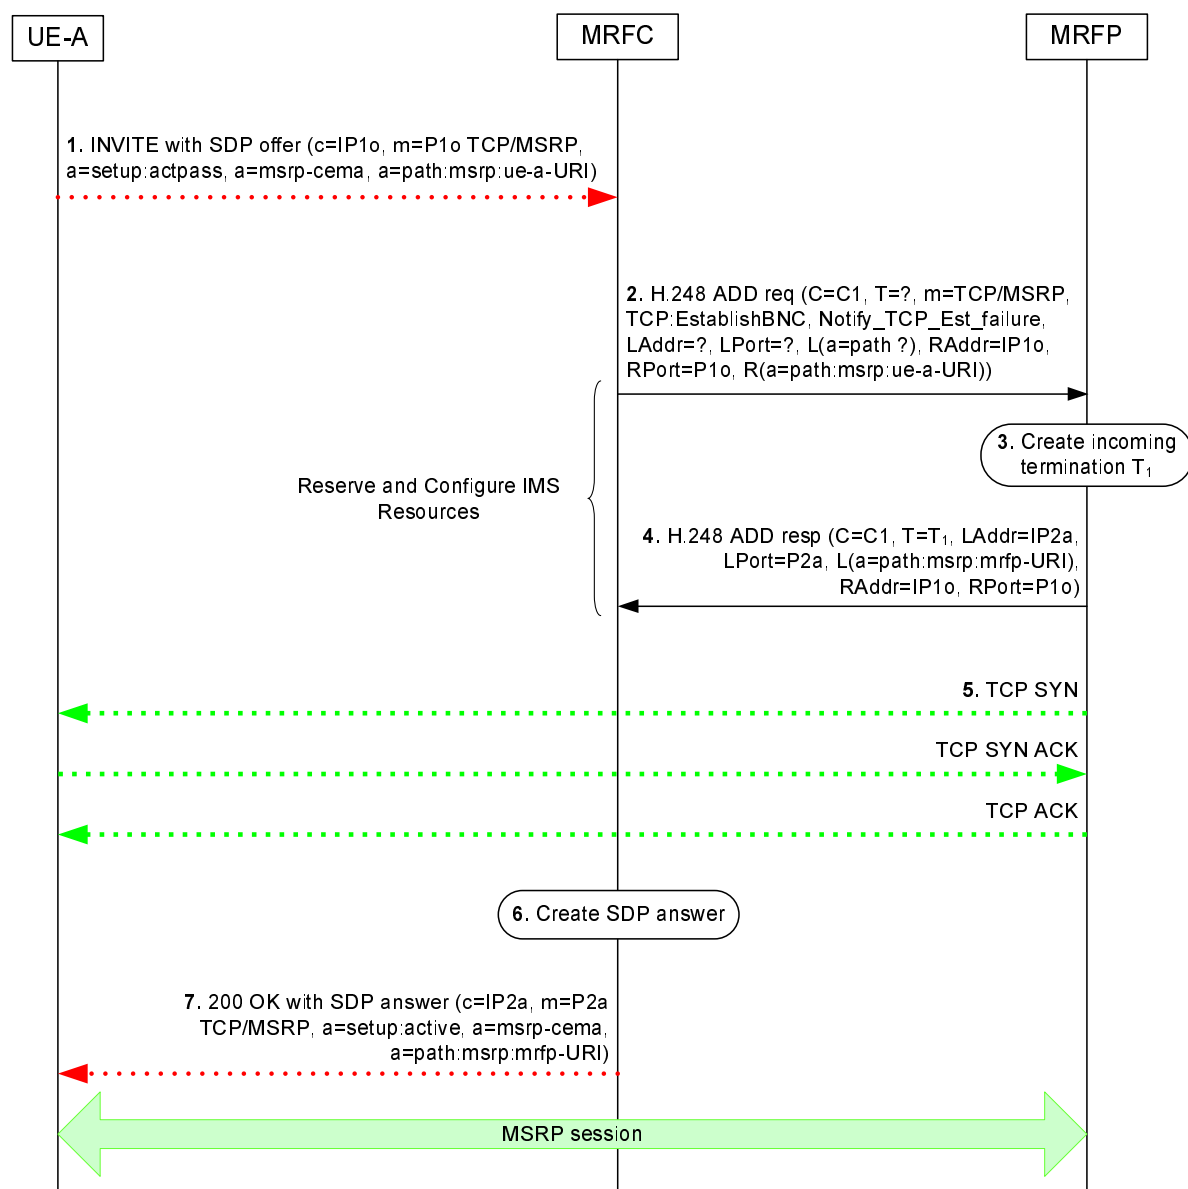 UE-A
MRFC
MRFP
1. INVITE with SDP offer (c=IP1o, m=P1o TCP/MSRP,
a=setup:actpass, a=msrp-cema, a=path:msrp:ue-a-URI)
2. H.248 ADD req (C=C1, T=?, m=TCP/MSRP,
TCP:EstablishBNC, Notify_TCP_Est_failure,
LAddr=?, LPort=?, L(a=path ?), RAddr=IP1o,
RPort=P1o, R(a=path:msrp:ue-a-URI))
3. Create incoming
termination T₁
Reserve and Configure IMS
Resources
4. H.248 ADD resp (C=C1, T=T₁, LAddr=IP2a,
LPort=P2a, L(a=path:msrp:mrfp-URI),
RAddr=IP1o, RPort=P1o)
5. TCP SYN
TCP SYN ACK
TCP ACK
6. Create SDP answer
7. 200 OK with SDP answer (c=IP2a, m=P2a
TCP/MSRP, a=setup:active, a=msrp-cema,
a=path:msrp:mrfp-URI)
MSRP session